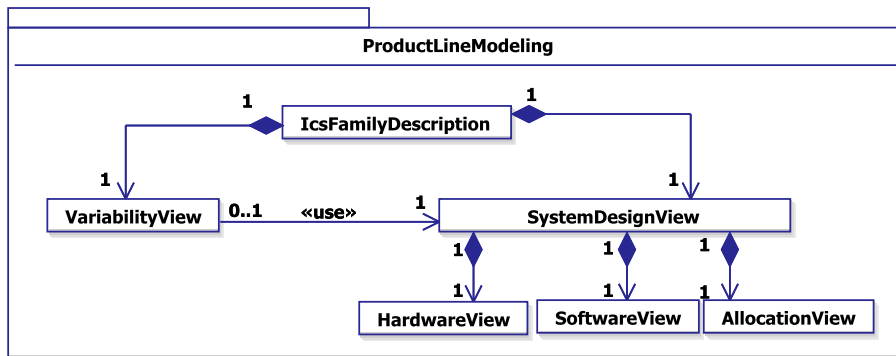 ProductLineModeling
1
1
IcsFamilyDescription
1
1
VariabilityView
0..1
«use»
1
SystemDesignView
1
1
1
1
1
1
HardwareView
SoftwareView
AllocationView